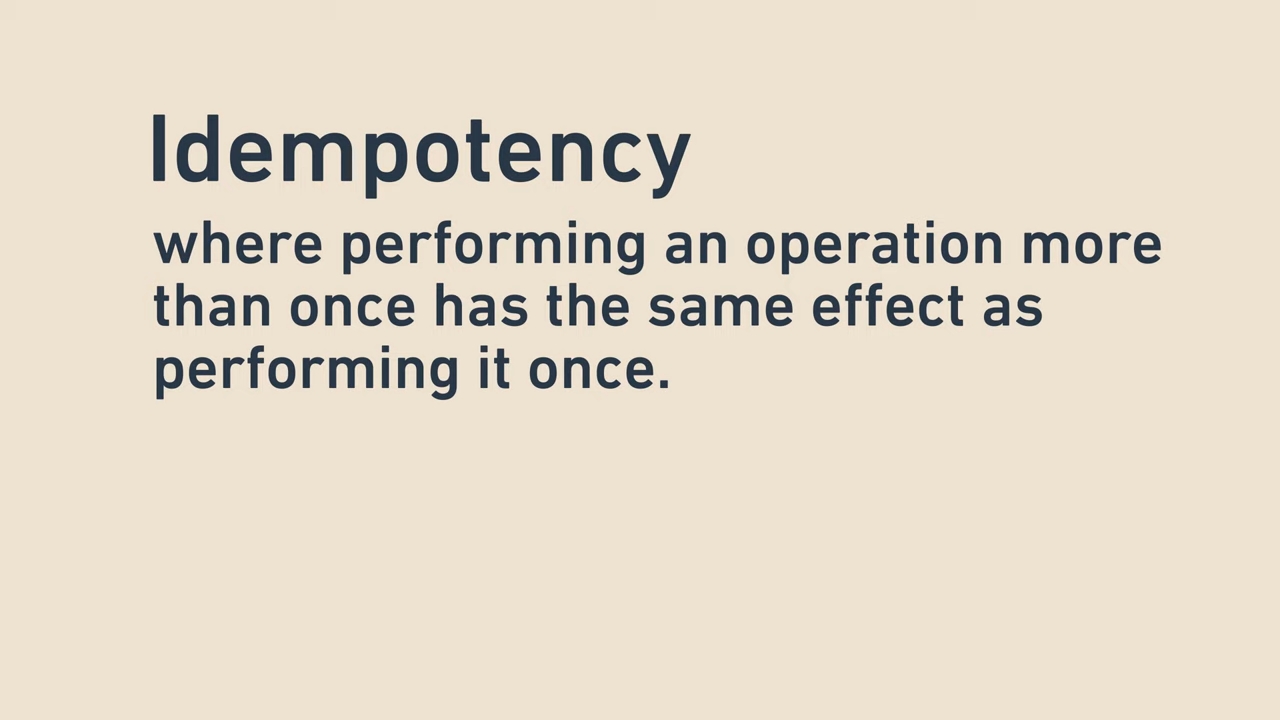 Idempotency
where performing an operation more
than once has the same effect as
performing it once.